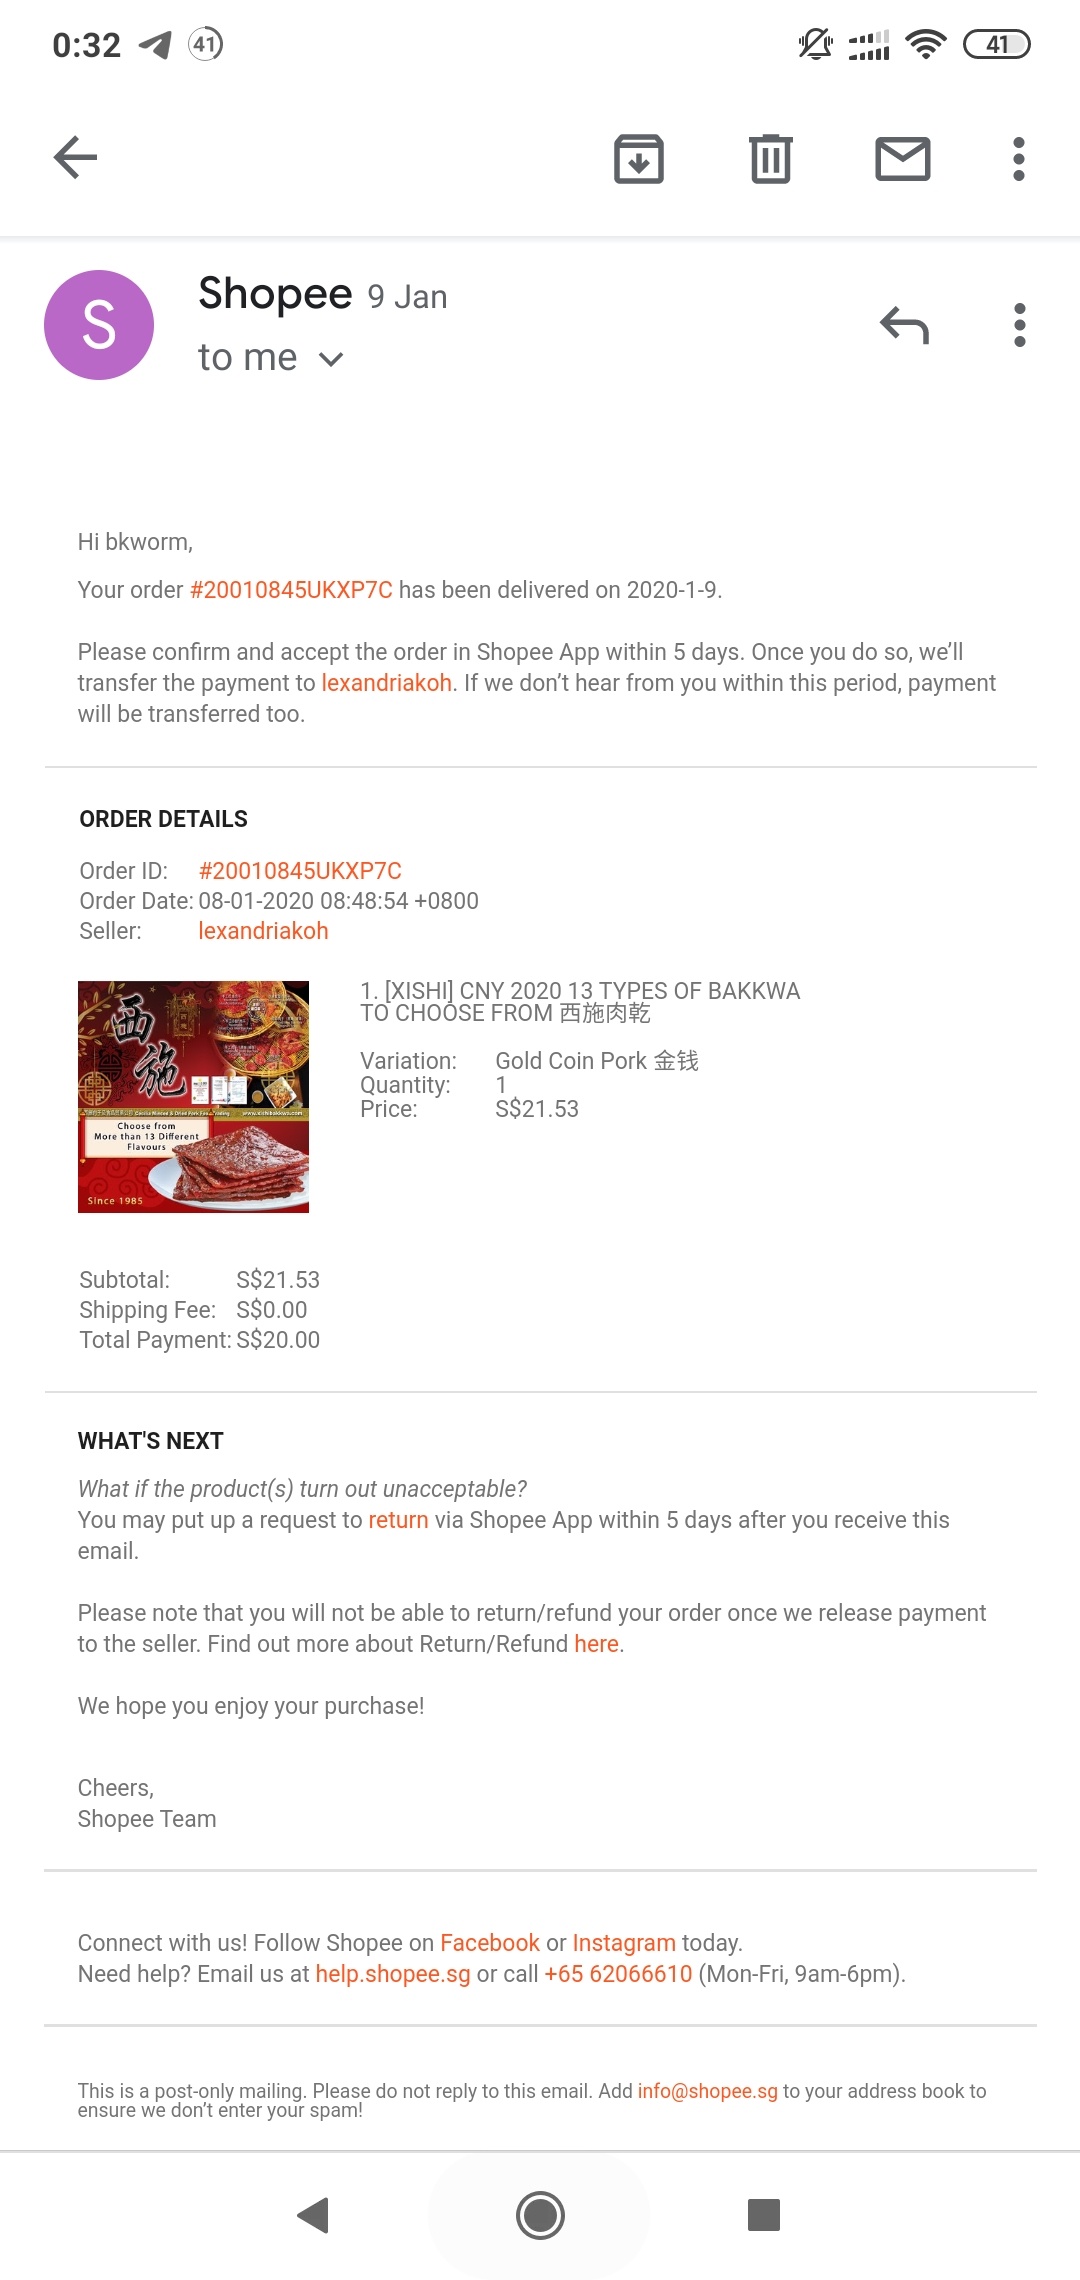 0:32
41
41
Shopee 9 Jan
S
to me
Hi bkworm,
Your order #20010845UKXP7C has been delivered on 2020-1-9.
Please confirm and accept the order in Shopee App within 5 days. Once you do so, we’ll
transfer the payment to lexandriakoh. If we don’t hear from you within this period, payment
will be transferred too.
ORDER DETAILS
Order ID: #20010845UKXP7C
Order Date: 08-01-2020 08:48:54 +0800
Seller: lexandriakoh
西施
www.xishibakkwa.com
Choose from
More than 13 Different
Flavours
Since 1985
1. [XISHI] CNY 2020 13 TYPES OF BAKKWA
TO CHOOSE FROM 西施肉乾
Variation: Gold Coin Pork 金钱
Quantity: 1
Price: S$21.53
Subtotal: S$21.53
Shipping Fee: S$0.00
Total Payment: S$20.00
WHAT'S NEXT
What if the product(s) turn out unacceptable?
You may put up a request to return via Shopee App within 5 days after you receive this
email.
Please note that you will not be able to return/refund your order once we release payment
to the seller. Find out more about Return/Refund here.
We hope you enjoy your purchase!
Cheers,
Shopee Team
Connect with us! Follow Shopee on Facebook or Instagram today.
Need help? Email us at help.shopee.sg or call +65 62066610 (Mon-Fri, 9am-6pm).
This is a post-only mailing. Please do not reply to this email. Add info@shopee.sg to your address book to
ensure we don’t enter your spam!